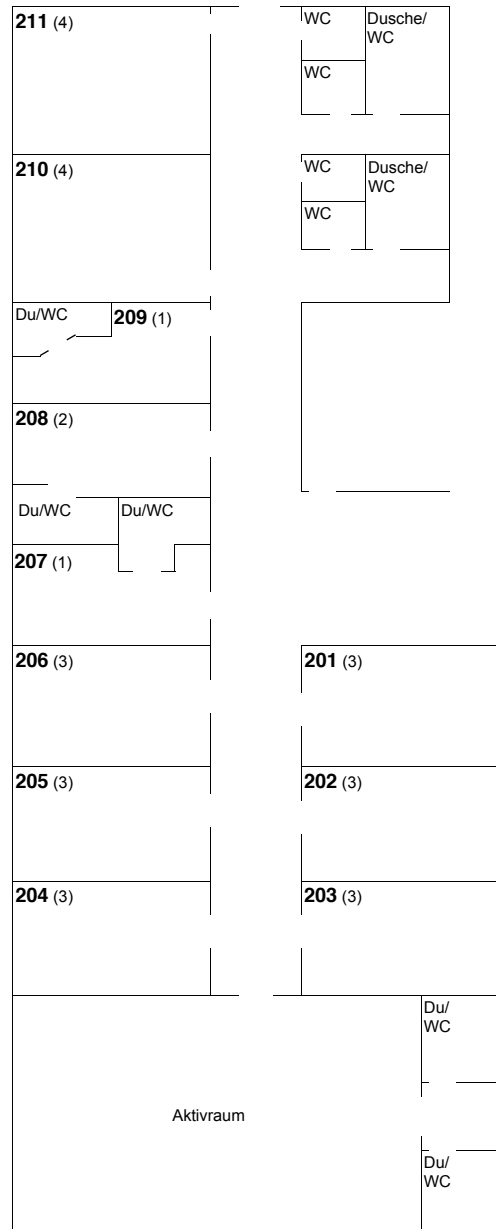 211 (4)
WC
Dusche/
WC
WC
210 (4)
WC
Dusche/
WC
WC
Du/WC
209 (1)
208 (2)
Du/WC
Du/WC
207 (1)
206 (3)
201 (3)
205 (3)
202 (3)
204 (3)
203 (3)
Du/
WC
Aktivraum
Du/
WC